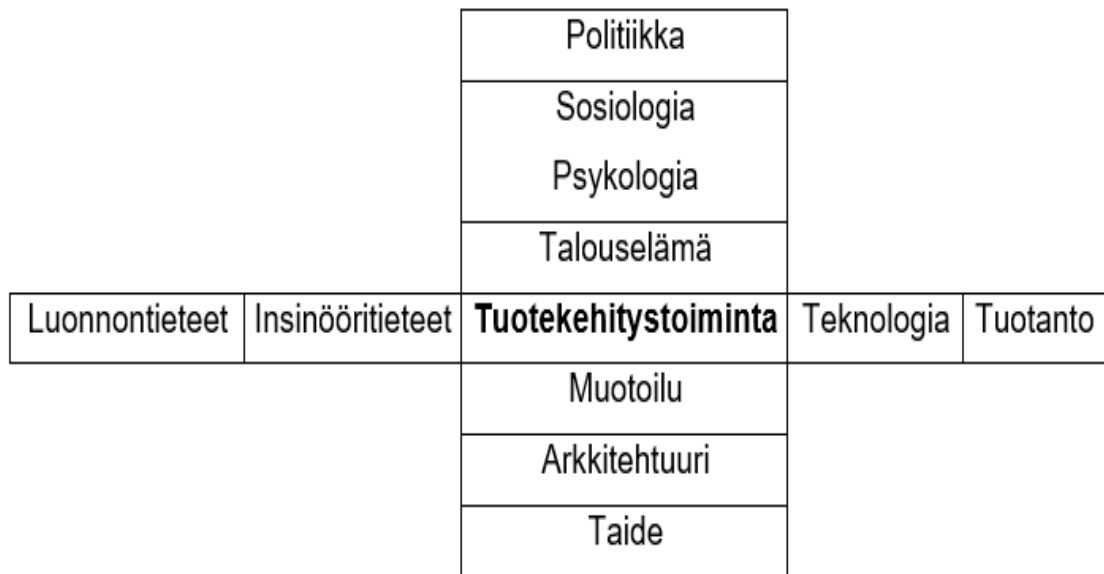 Politiikka
Sosiologia
Psykologia
Talouselämä
Luonnontieteet Insinööritieteet Tuotekehitystoiminta Teknologia Tuotanto
Muotoilu
Arkkitehtuuri
Taide